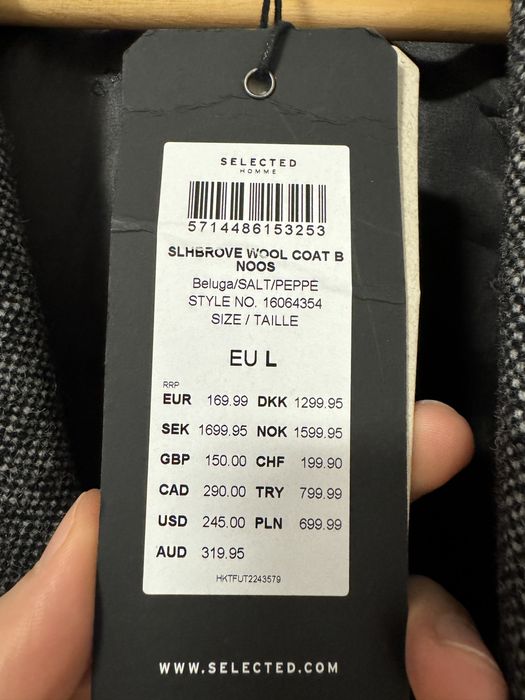 SELECTED
HOMME
5714486153253
SLHBROVE WOOL COAT B
NOOS
Beluga/SALT/PEPPE
STYLE NO. 16064354
SIZE / TAILLE
EU L
RRP
EUR 169.99 DKK 1299.95
SEK 1699.95 NOK 1599.95
GBP 150.00 CHF 199.90
CAD 290.00 TRY 799.99
USD 245.00 PLN 699.99
AUD 319.95
HKTFUT2243579
WWW.SELECTED.COM